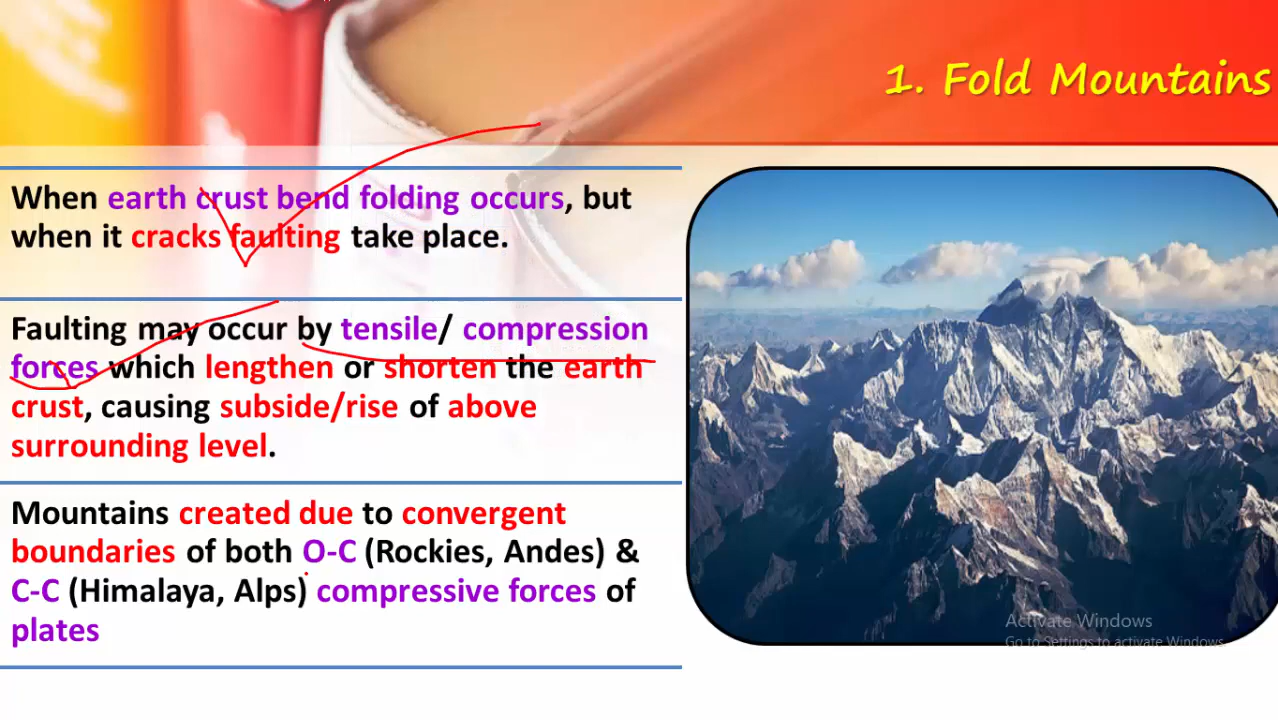 1. Fold Mountains
When earth crust bend folding occurs, but
when it cracks faulting take place.
Faulting may occur by tensile/ compression
forces which lengthen or shorten the earth
crust, causing subside/rise of above
surrounding level.
Mountains created due to convergent
boundaries of both O-C (Rockies, Andes) &
C-C (Himalaya, Alps) compressive forces of
plates
Activate Windows
Go to Settings to activate Windows.